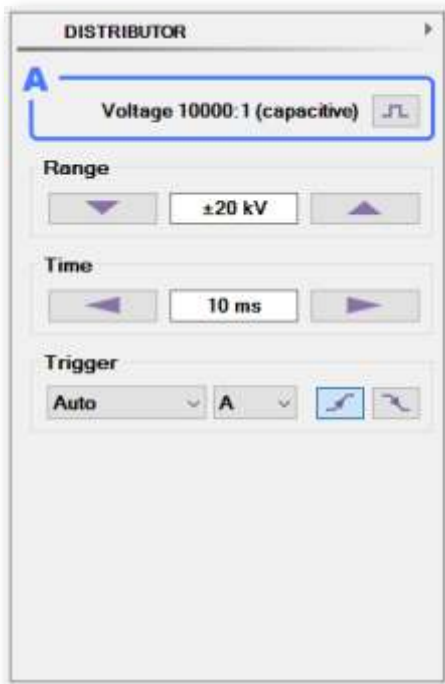 DISTRIBUTOR
A
Voltage 10000:1 (capacitive)
Range
±20 kV
Time
10 ms
Trigger
Auto A